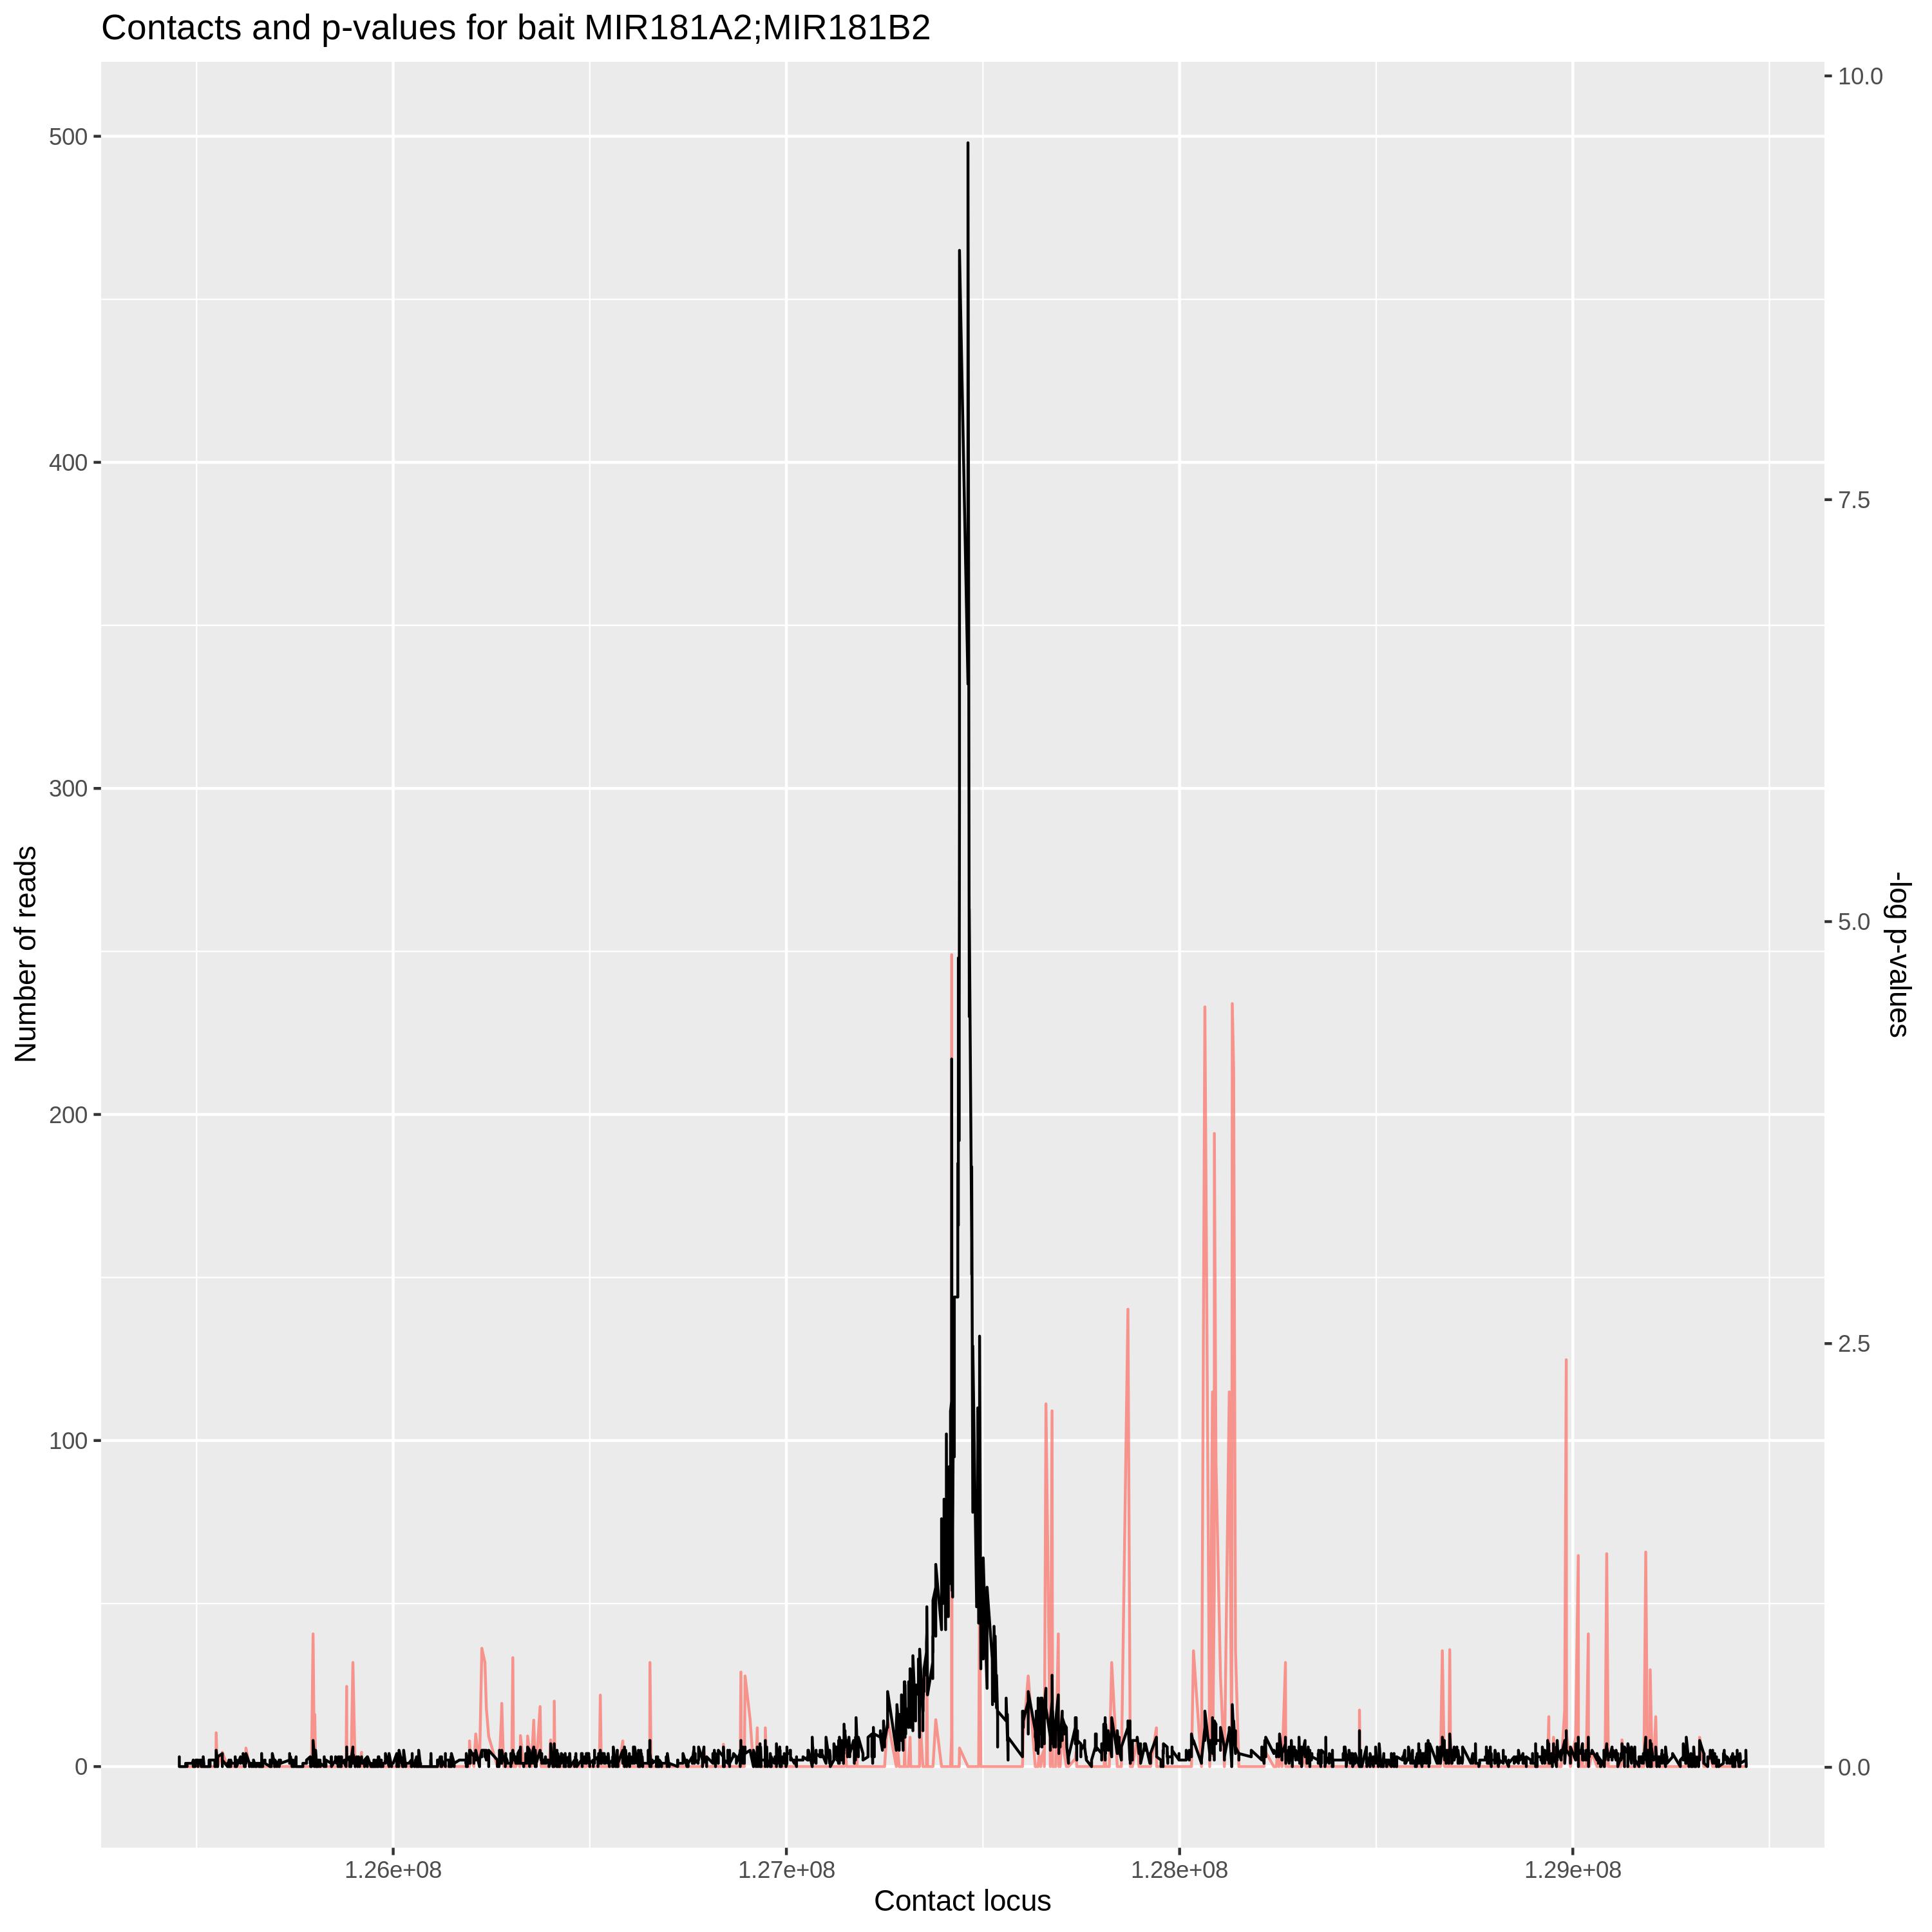 Contacts and p-values for bait MIR181A2;MIR181B2
10.0
500
400
7.5
300
Number of reads
-log p-values
5.0
200
2.5
100
0
0.0
1.26e+08
1.27e+08
1.28e+08
1.29e+08
Contact locus